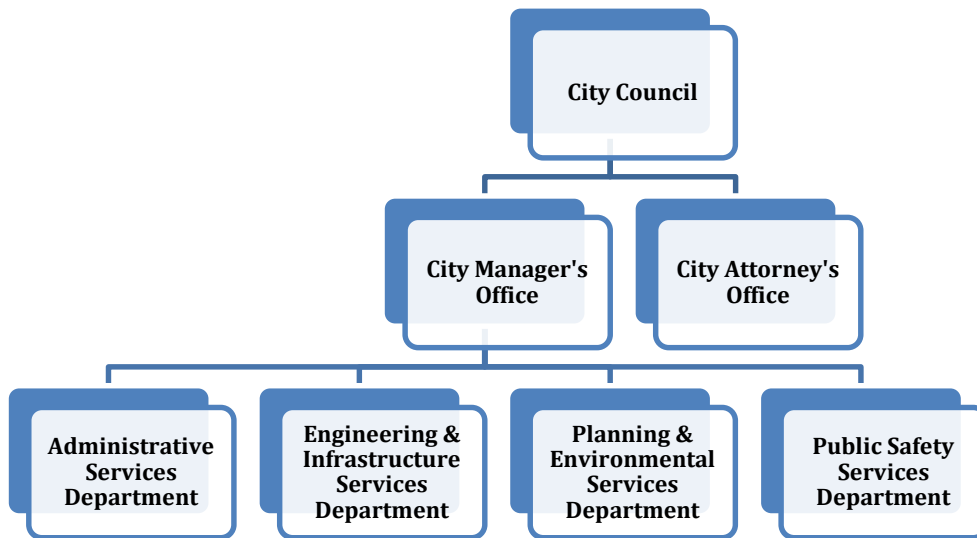 City Council
City Manager's
Office
City Attorney's
Office
Administrative
Services
Department
Engineering &
Infrastructure
Services
Department
Planning &
Environmental
Services
Department
Public Safety
Services
Department